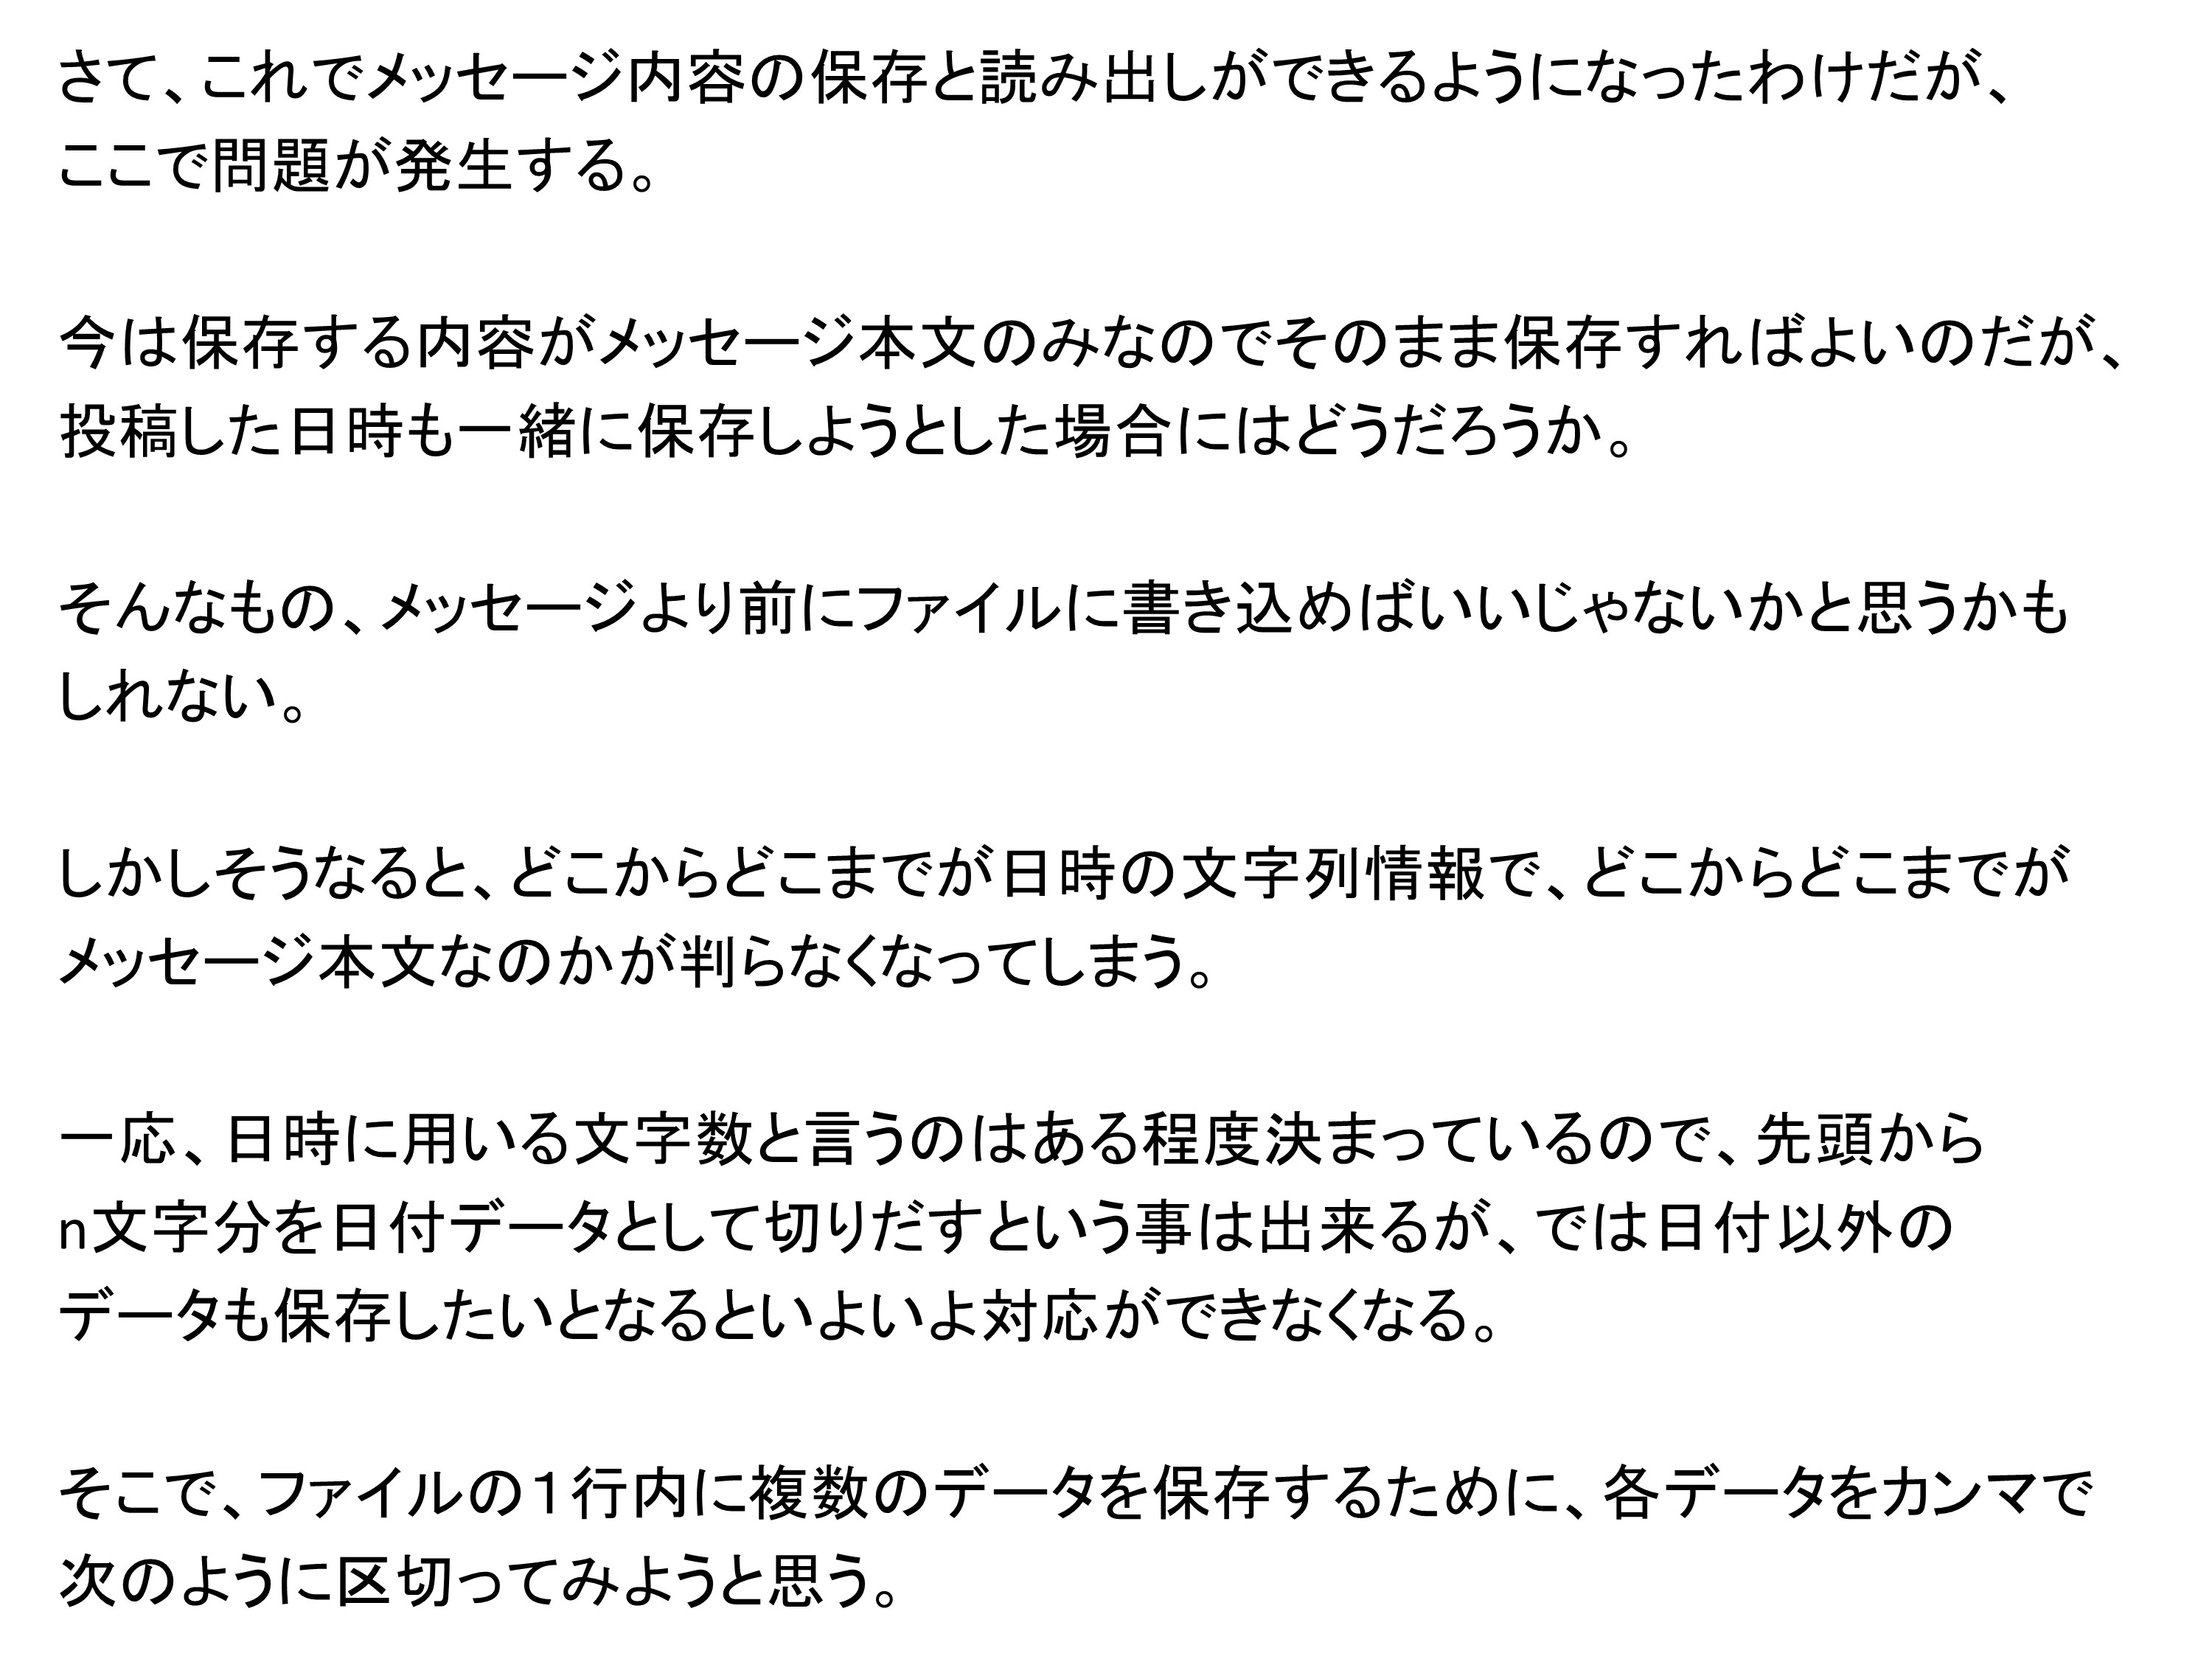 さて、これでメッセージ内容の保存と読み出しができるようになったわけだが、
ここで問題が発生する。
今は保存する内容がメッセージ本文のみなのでそのまま保存すればよいのだが、
投稿した日時も一緒に保存しようとした場合にはどうだろうか。
そんなもの、メッセージより前にファイルに書き込めばいいじゃないかと思うかも
しれない。
しかしそうなると、どこからどこまでが日時の文字列情報で、どこからどこまでが
メッセージ本文なのかが判らなくなってしまう。
一応、日時に用いる文字数と言うのはある程度決まっているので、先頭から
n文字分を日付データとして切りだすという事は出来るが、では日付以外の
データも保存したいとなるといよいよ対応ができなくなる。
そこで、ファイルの１行内に複数のデータを保存するために、各データをカンマで
次のように区切ってみようと思う。